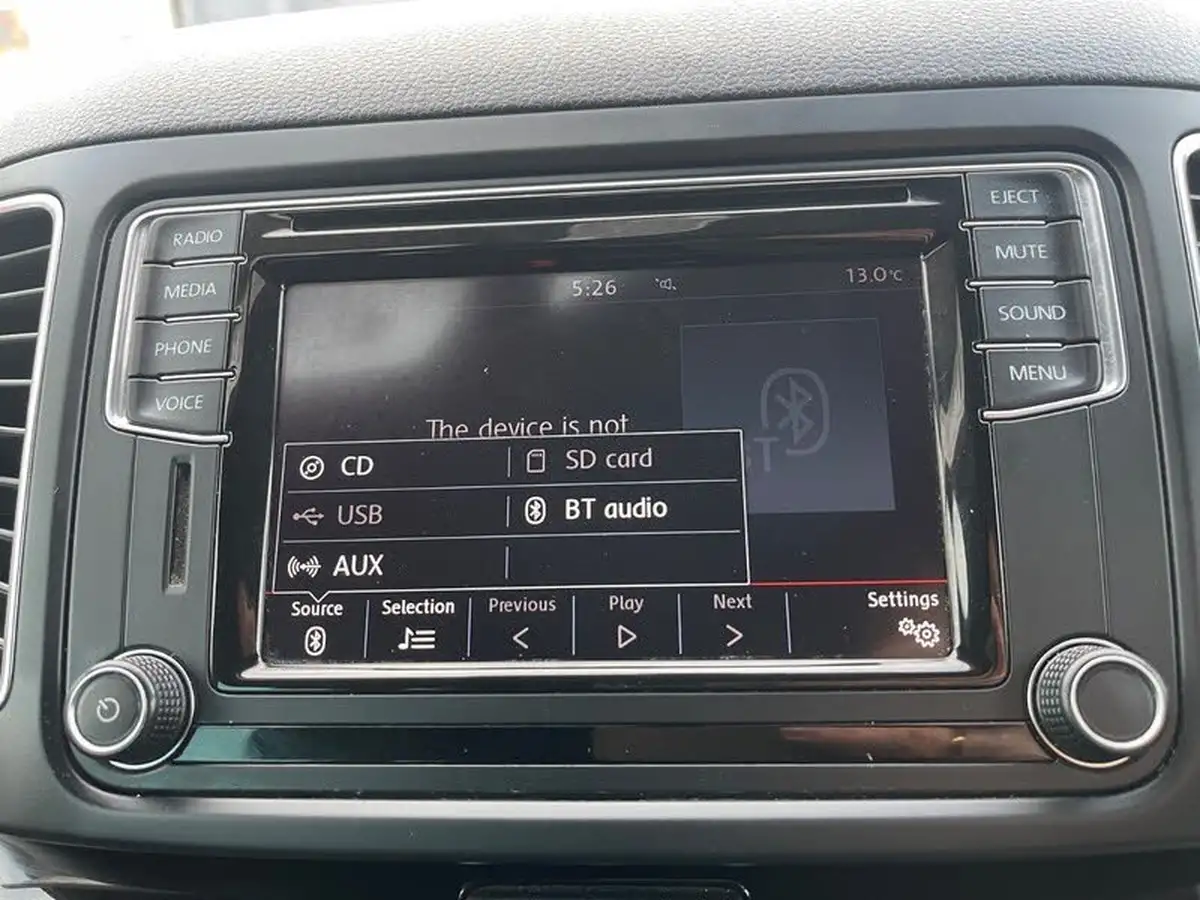 RADIO
MEDIA
PHONE
VOICE
EJECT
MUTE
SOUND
MENU
5:26
13.0°C
The device is not
CD
SD card
USB
BT audio
AUX
Source
Selection
Previous
Play
Next
Settings